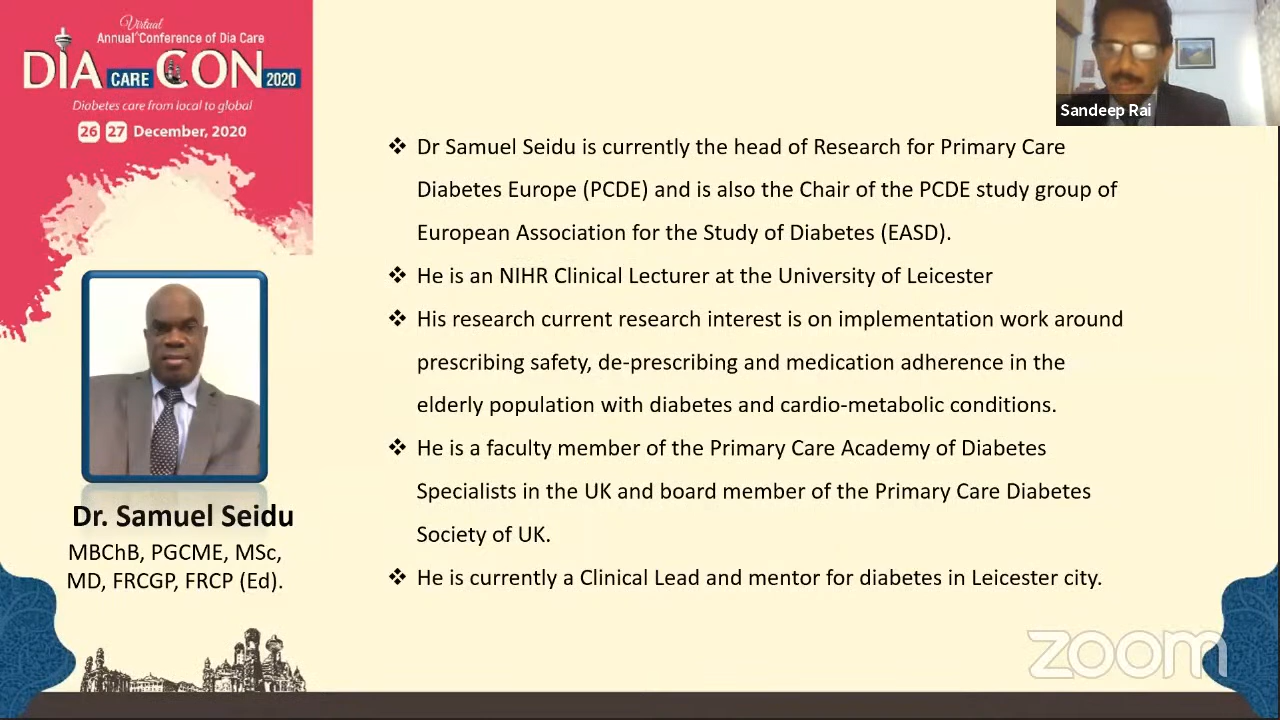 Virtual
Annual Conference of Dia Care
DIA CARE CON 2020
Diabetes care from local to global
26 27 December, 2020
Sandeep Rai
❖ Dr Samuel Seidu is currently the head of Research for Primary Care
Diabetes Europe (PCDE) and is also the Chair of the PCDE study group of
European Association for the Study of Diabetes (EASD).
❖ He is an NIHR Clinical Lecturer at the University of Leicester
❖ His research current research interest is on implementation work around
prescribing safety, de-prescribing and medication adherence in the
elderly population with diabetes and cardio-metabolic conditions.
❖ He is a faculty member of the Primary Care Academy of Diabetes
Specialists in the UK and board member of the Primary Care Diabetes
Society of UK.
❖ He is currently a Clinical Lead and mentor for diabetes in Leicester city.
Dr. Samuel Seidu
MBChB, PGCME, MSc,
MD, FRCGP, FRCP (Ed).
zoom